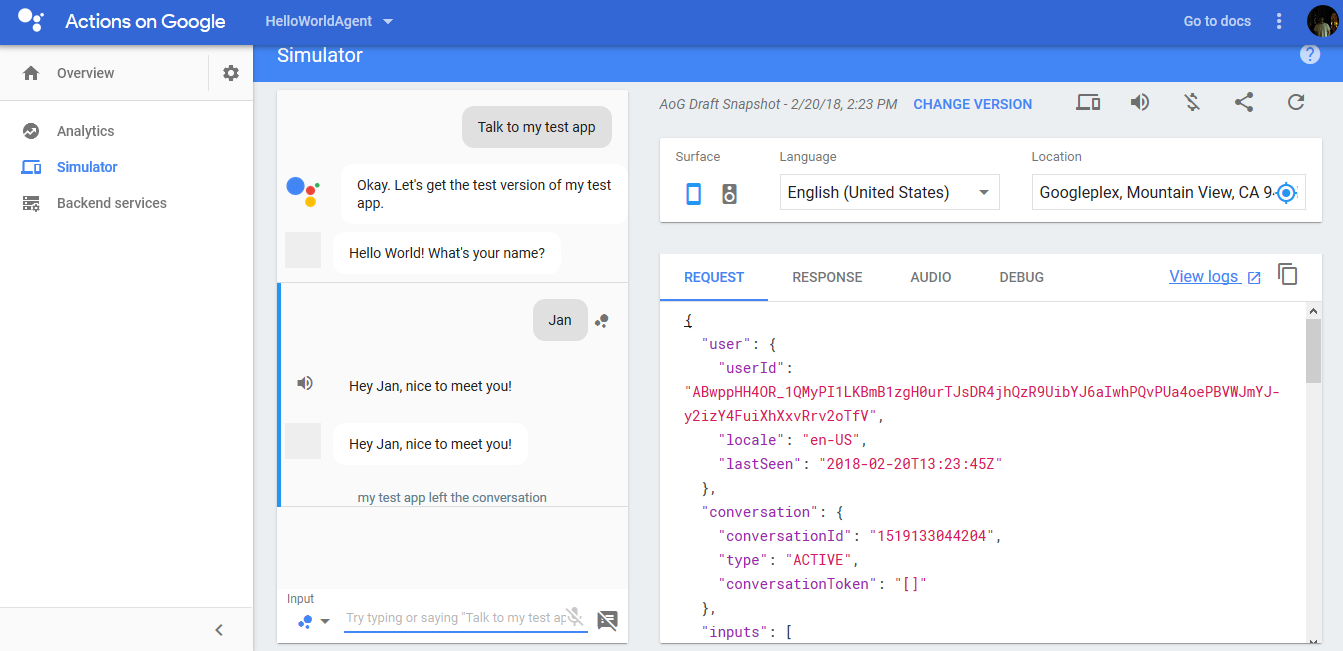 Actions on Google
HelloWorldAgent
Go to docs
Overview
Analytics
Simulator
Backend services
Simulator
Talk to my test app
Okay. Let's get the test version of my test
app.
Hello World! What's your name?
Jan
Hey Jan, nice to meet you!
Hey Jan, nice to meet you!
my test app left the conversation
Input
Try typing or saying "Talk to my test ap
AoG Draft Snapshot - 2/20/18, 2:23 PM
CHANGE VERSION
Surface
Language
Location
English (United States)
Googleplex, Mountain View, CA 9
REQUEST
RESPONSE
AUDIO
DEBUG
View logs
{
"user": {
"userId":
"ABwppHH4OR_1QMyPI1LKBmB1zgH0urTJsDR4jhQzR9UibYJ6aIwhPQvPUa4oePBVWJmYJ-
y2izY4FuiXhXxvRrv2oTfV",
"locale": "en-US",
"lastSeen": "2018-02-20T13:23:45Z"
},
"conversation": {
"conversationId": "1519133044204",
"type": "ACTIVE",
"conversationToken": "[]"
},
"inputs": [